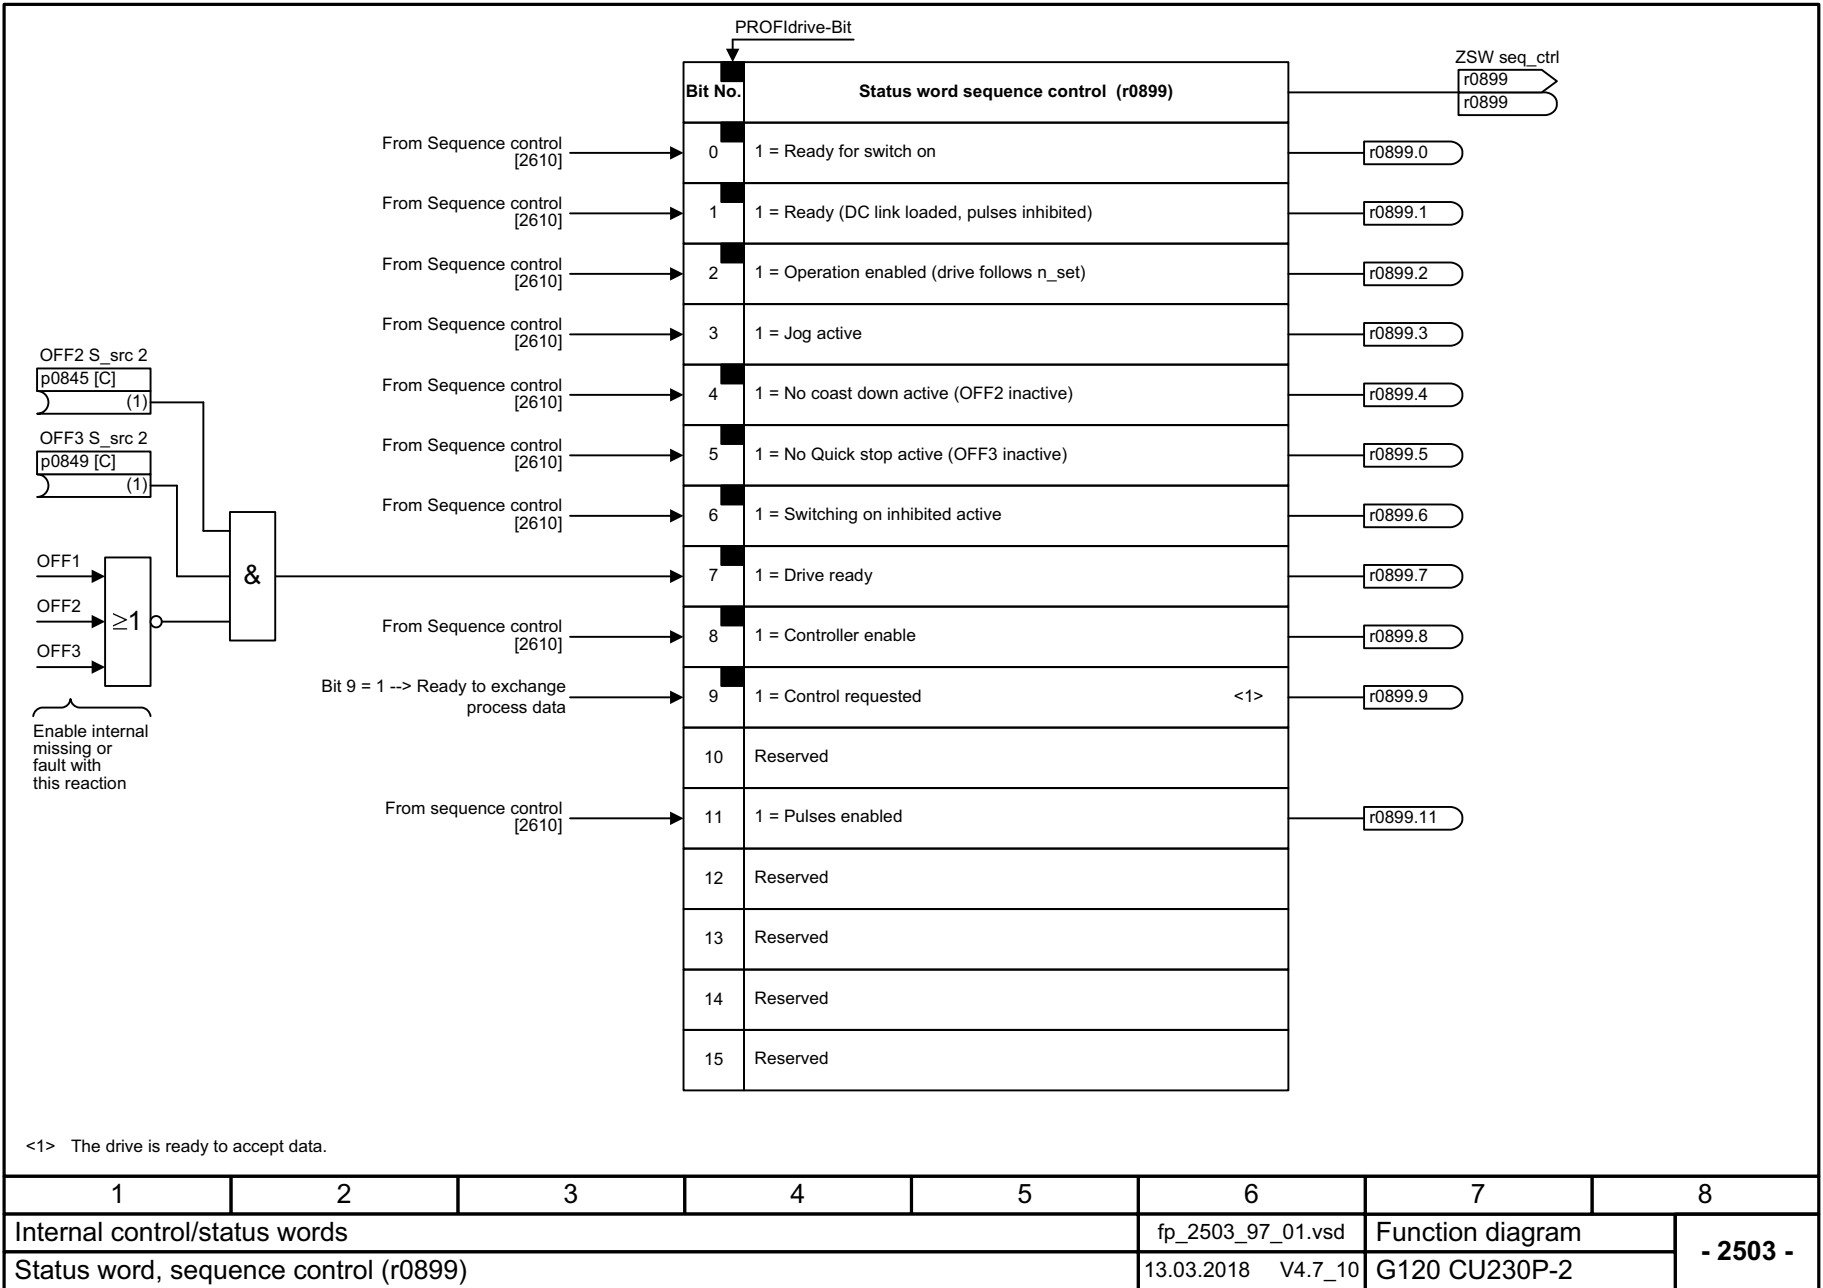 PROFIdrive-Bit
ZSW seq_ctrl
r0899
r0899
Bit No. Status word sequence control (r0899)
From Sequence control
[2610]
0 1 = Ready for switch on r0899.0
From Sequence control
[2610]
1 1 = Ready (DC link loaded, pulses inhibited) r0899.1
From Sequence control
[2610]
2 1 = Operation enabled (drive follows n_set) r0899.2
From Sequence control
[2610]
3 1 = Jog active r0899.3
OFF2 S_src 2
p0845 [C]
(1)
From Sequence control
[2610]
4 1 = No coast down active (OFF2 inactive) r0899.4
OFF3 S_src 2
p0849 [C]
(1)
From Sequence control
[2610]
5 1 = No Quick stop active (OFF3 inactive) r0899.5
From Sequence control
[2610]
6 1 = Switching on inhibited active r0899.6
OFF1
OFF2
OFF3
≥1
&
7 1 = Drive ready r0899.7
From Sequence control
[2610]
8 1 = Controller enable r0899.8
Enable internal
missing or
fault with
this reaction
Bit 9 = 1 --> Ready to exchange
process data
9 1 = Control requested <1> r0899.9
10 Reserved
From sequence control
[2610]
11 1 = Pulses enabled r0899.11
12 Reserved
13 Reserved
14 Reserved
15 Reserved
<1> The drive is ready to accept data.
1 2 3 4 5 6 7 8
Internal control/status words fp_2503_97_01.vsd Function diagram
- 2503 -
Status word, sequence control (r0899) 13.03.2018 V4.7_10 G120 CU230P-2